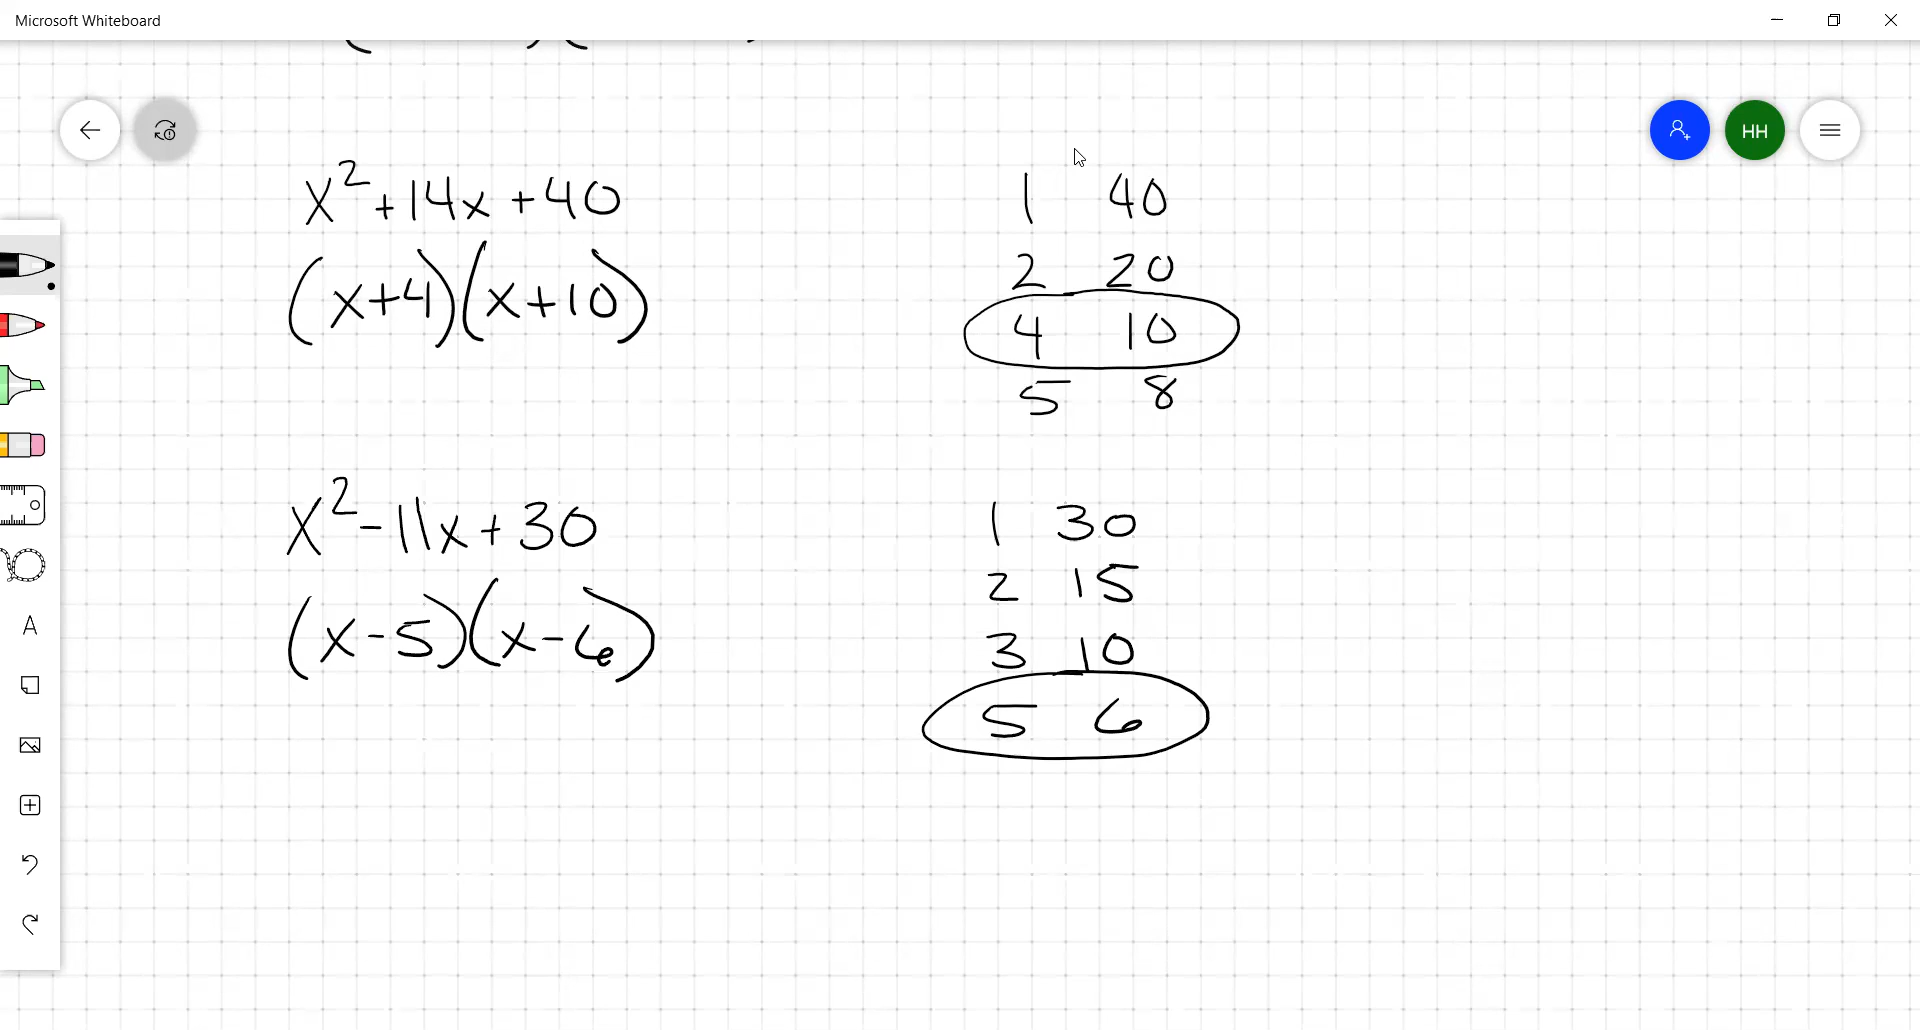 Microsoft Whiteboard
HH
x²+14x+40
(x+4)(x+10)
1 40
2 20
4 10
5 8
x²-11x+30
(x-5)(x-6)
1 30
2 15
3 10
5 6
A